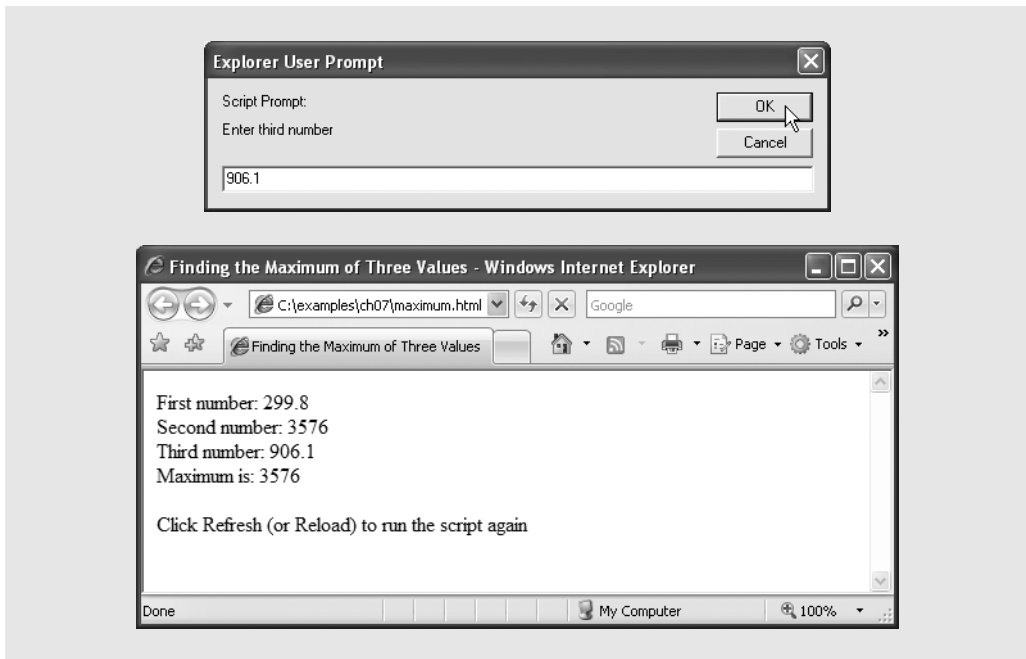 Explorer User Prompt
Script Prompt:
OK
Enter third number
Cancel
906.1
Finding the Maximum of Three Values - Windows Internet Explorer
C:\examples\ch07\maximum.html
Google
Finding the Maximum of Three Values
Page
Tools
»
First number: 299.8
Second number: 3576
Third number: 906.1
Maximum is: 3576
Click Refresh (or Reload) to run the script again
Done
My Computer
100%